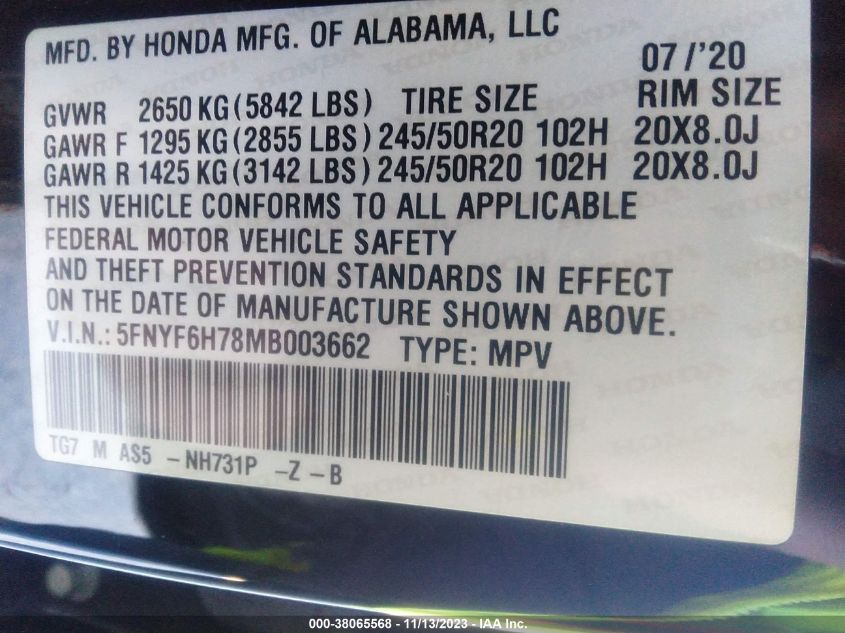 MFD. BY HONDA MFG. OF ALABAMA, LLC
07/'20
GVWR 2650 KG (5842 LBS) TIRE SIZE RIM SIZE
GAWR F 1295 KG (2855 LBS) 245/50R20 102H 20X8.0J
GAWR R 1425 KG (3142 LBS) 245/50R20 102H 20X8.0J
THIS VEHICLE CONFORMS TO ALL APPLICABLE
FEDERAL MOTOR VEHICLE SAFETY
AND THEFT PREVENTION STANDARDS IN EFFECT
ON THE DATE OF MANUFACTURE SHOWN ABOVE.
V.I.N.: 5FNYF6H78MB003662 TYPE: MPV
TG7 M AS5 -NH731P -Z -B
000-38065568 - 11/13/2023 - IAA Inc.